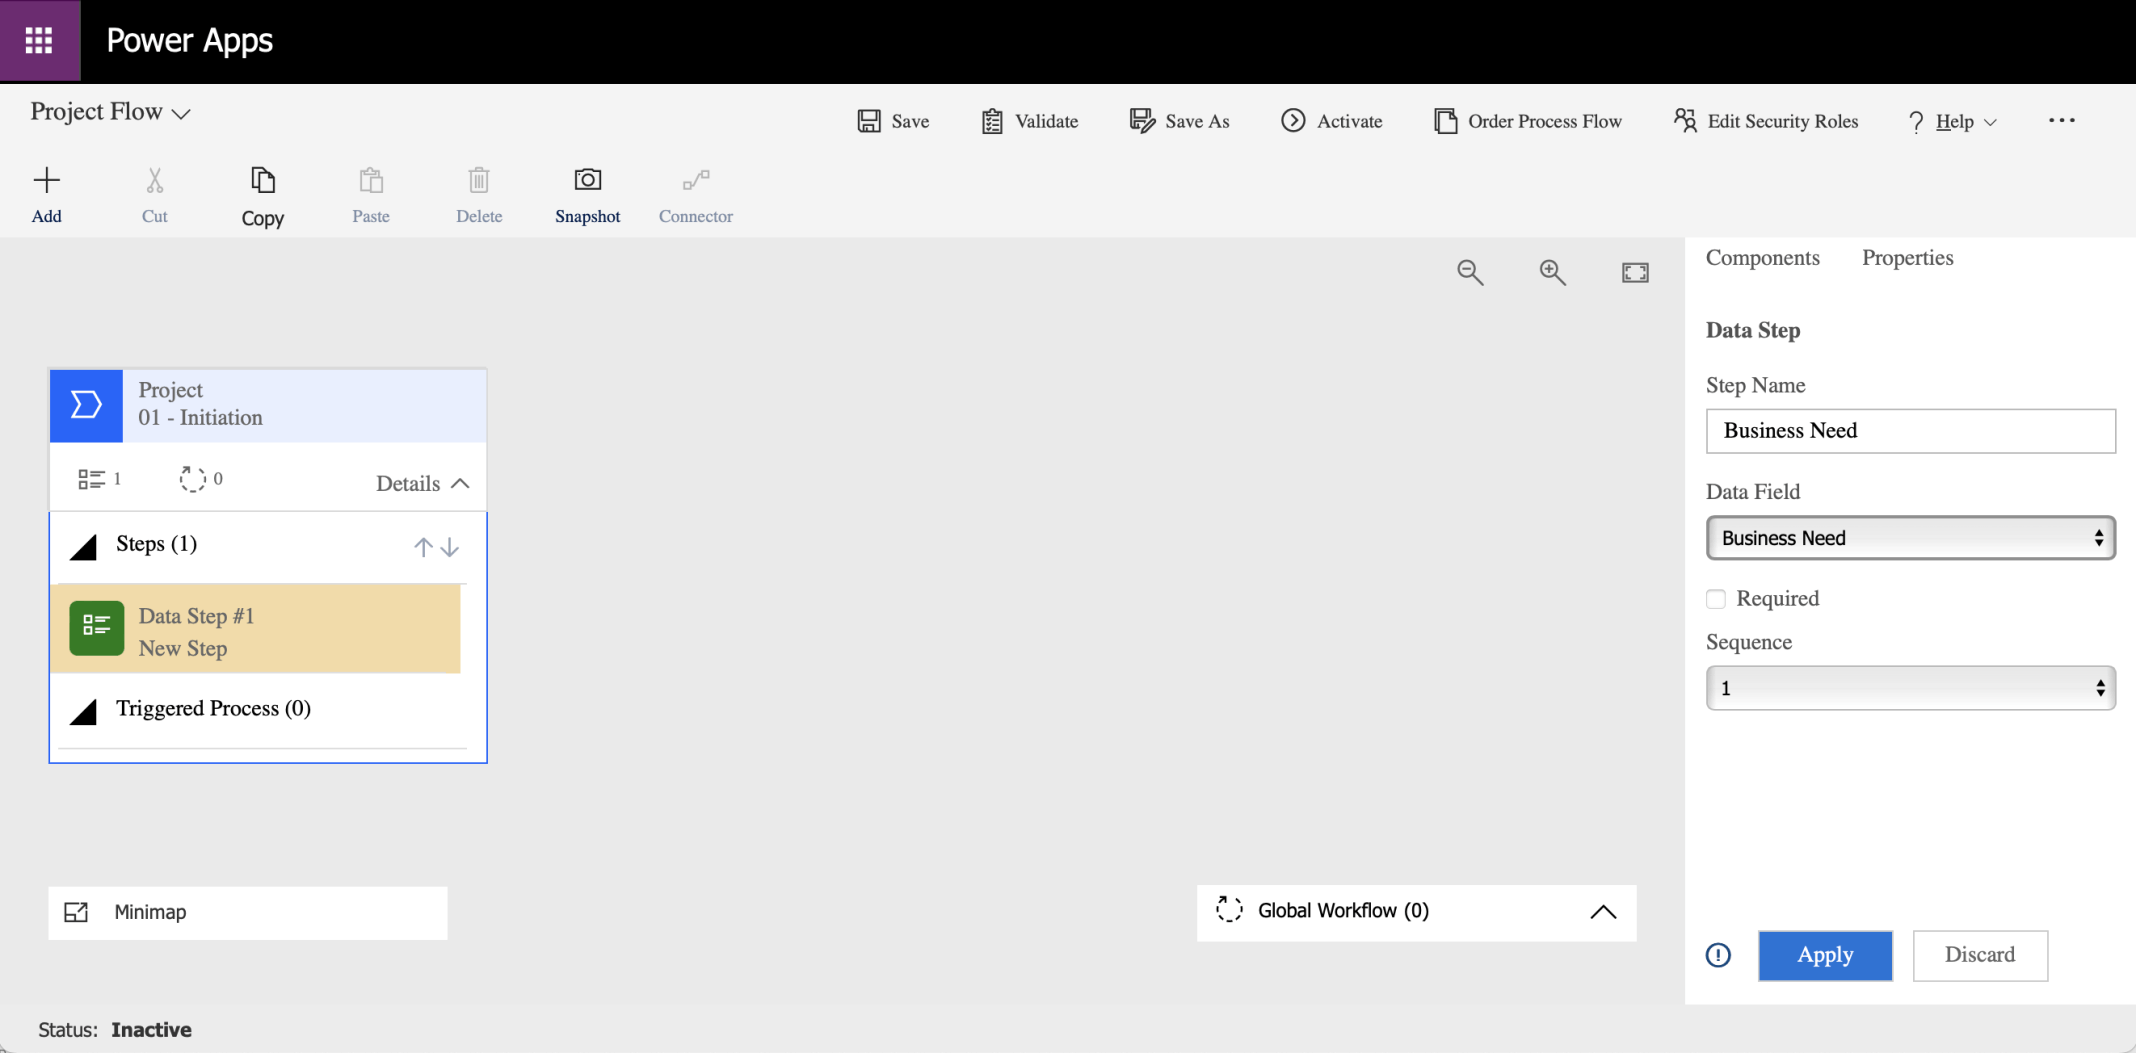 Power Apps
Project Flow
Save
Validate
Save As
Activate
Order Process Flow
Edit Security Roles
? Help
Add
Cut
Copy
Paste
Delete
Snapshot
Connector
Components
Properties
Project
01 - Initiation
1
0
Details
Steps (1)
Data Step #1
New Step
Triggered Process (0)
Data Step
Step Name
Business Need
Data Field
Business Need
Required
Sequence
1
Minimap
Global Workflow (0)
Apply
Discard
Status: Inactive